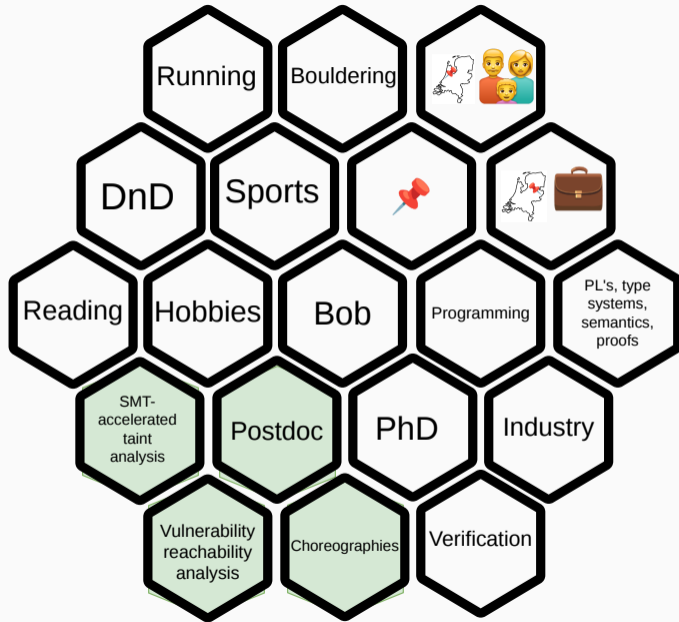 Running
Bouldering
DnD
Sports
Reading
Hobbies
Bob
Programming
PL's, type
systems,
semantics,
proofs
SMT-
accelerated
taint
analysis
Postdoc
PhD
Industry
Vulnerability
reachability
analysis
Choreographies
Verification